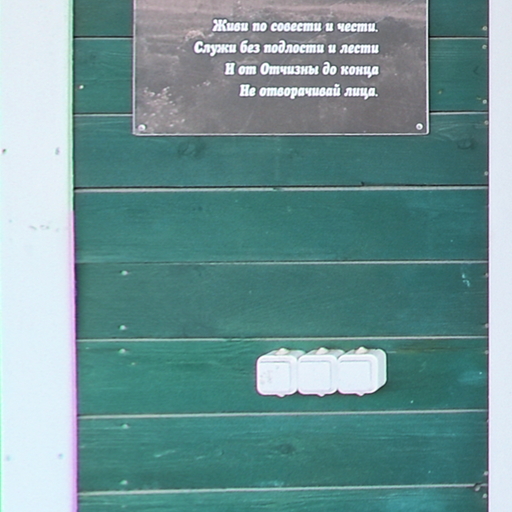 Живи по совести и чести.
Служи без подлости и лести
И от Отчизны до конца
Не отворачивай лица.